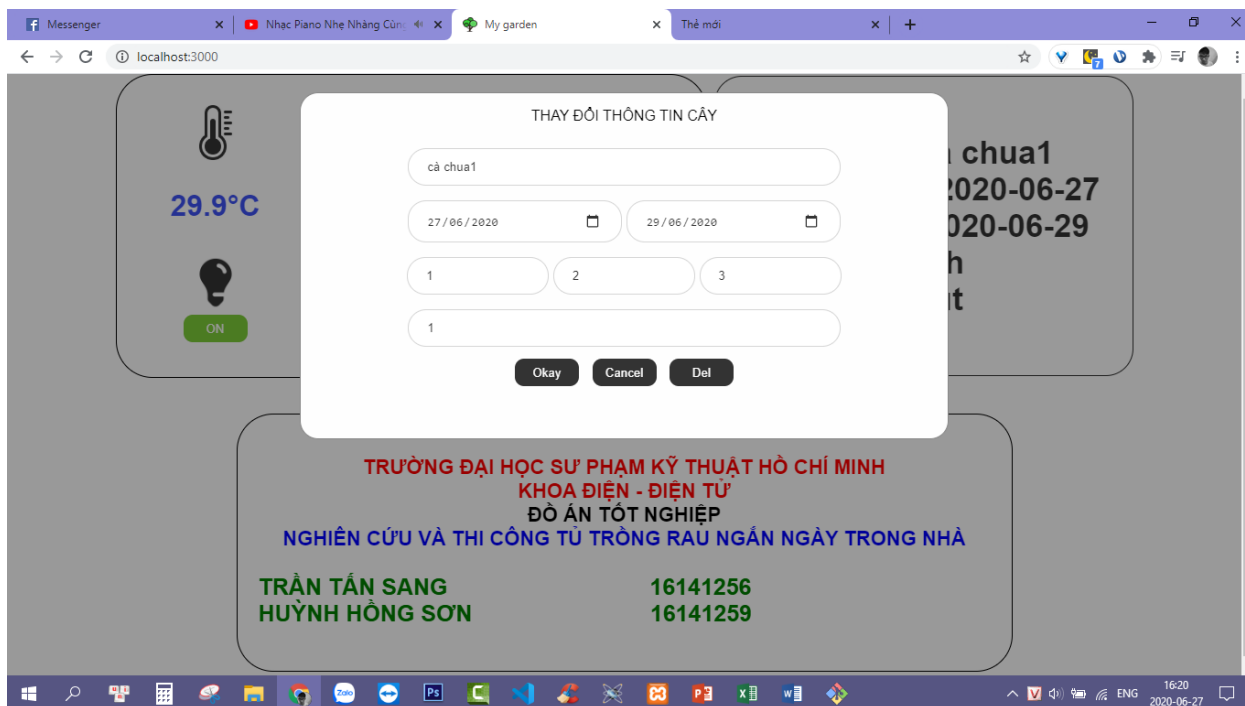 Messenger
Nhạc Piano Nhẹ Nhàng Cùng
My garden
Thẻ mới
localhost:3000
7
THAY ĐỔI THÔNG TIN CÂY
cà chua1
27/06/2020
29/06/2020
1
2
3
1
Okay
Cancel
Del
29.9°C
ON
chua1
2020-06-27
2020-06-29
h
t
TRƯỜNG ĐẠI HỌC SƯ PHẠM KỸ THUẬT HỒ CHÍ MINH
KHOA ĐIỆN - ĐIỆN TỬ
ĐỒ ÁN TỐT NGHIỆP
NGHIÊN CỨU VÀ THI CÔNG TỦ TRỒNG RAU NGẮN NGÀY TRONG NHÀ
TRẦN TẤN SANG 16141256
HUỲNH HỒNG SƠN 16141259
Zalo
Ps
ENG
16:20
2020-06-27